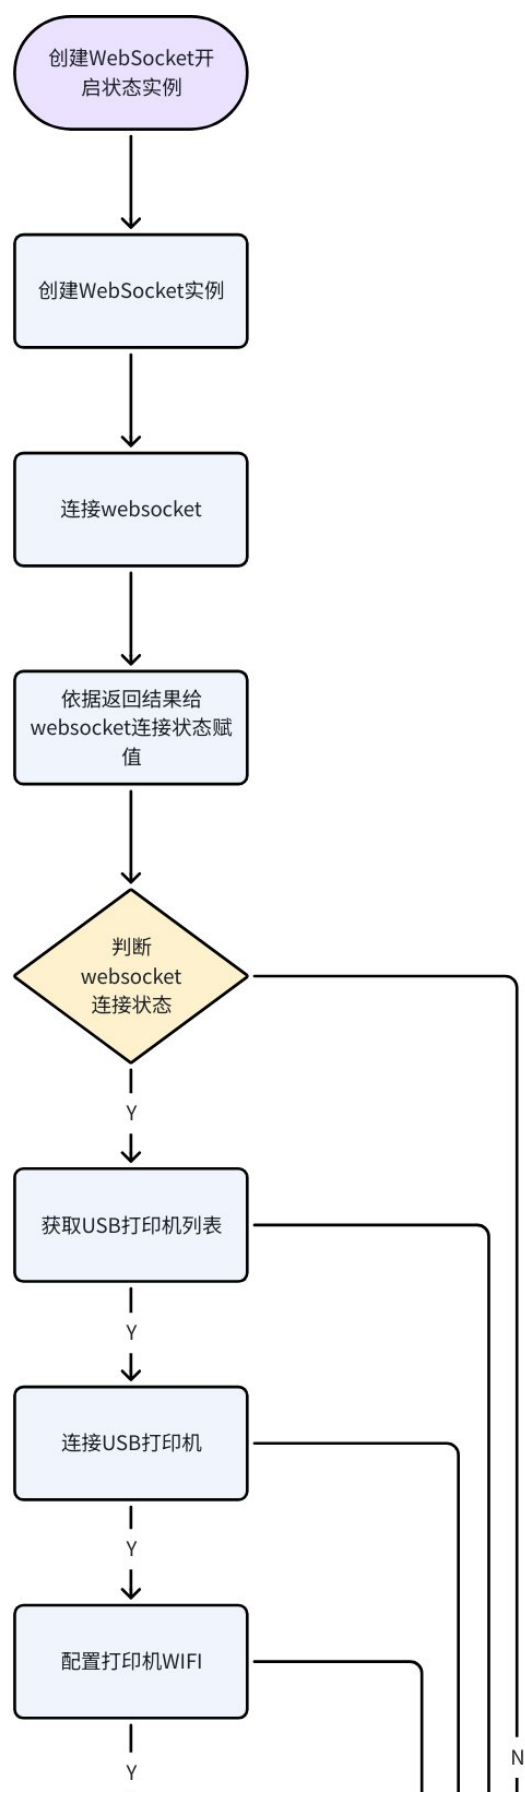 创建WebSocket开
启状态实例
创建WebSocket实例
连接websocket
依据返回结果给
websocket连接状态赋
值
判断
websocket
连接状态
Y
获取USB打印机列表
Y
连接USB打印机
Y
配置打印机WIFI
N
Y